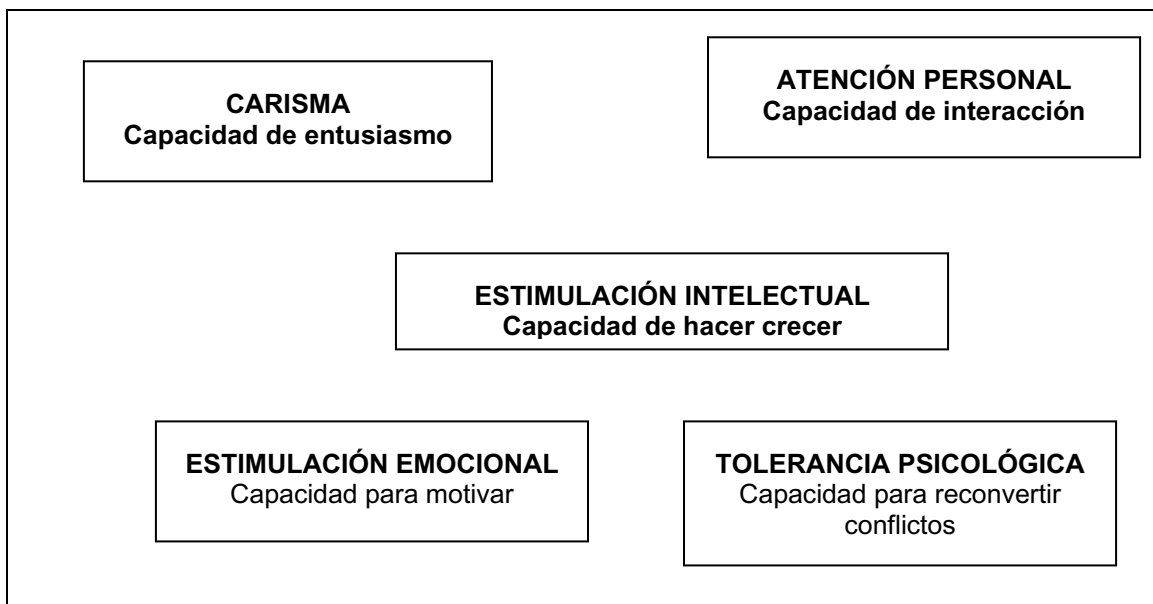 CARISMA
Capacidad de entusiasmo
ATENCIÓN PERSONAL
Capacidad de interacción
ESTIMULACIÓN INTELECTUAL
Capacidad de hacer crecer
ESTIMULACIÓN EMOCIONAL
Capacidad para motivar
TOLERANCIA PSICOLÓGICA
Capacidad para reconvertir
conflictos